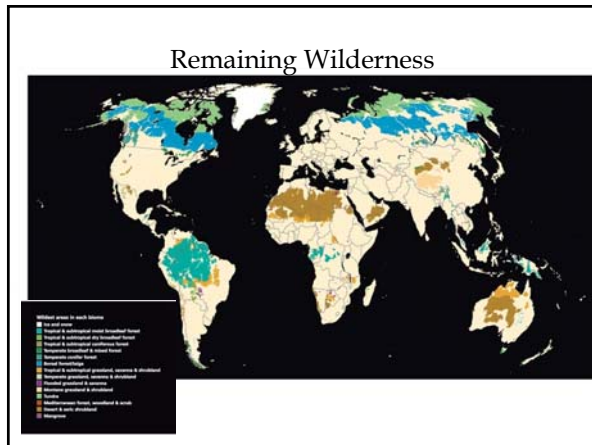 Remaining Wilderness
Wildest areas in each biome
Ice and snow
Tropical & subtropical moist broadleaf forest
Tropical & subtropical dry broadleaf forest
Tropical & subtropical coniferous forest
Temperate broadleaf & mixed forest
Temperate conifer forest
Boreal forest/taiga
Tropical & subtropical grassland, savanna & shrubland
Temperate grassland, savanna & shrubland
Flooded grassland & savanna
Montane grassland & shrubland
Tundra
Mediterranean forest, woodland & scrub
Desert & xeric shrubland
Mangrove